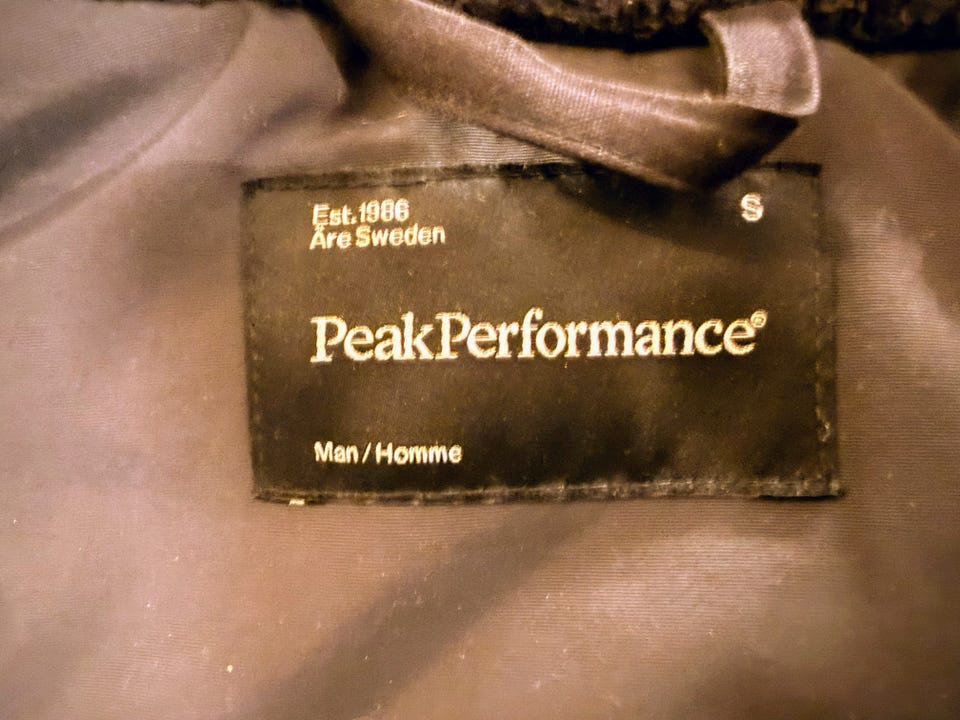 Est.1986
S
Åre Sweden
PeakPerformance®
Man / Homme